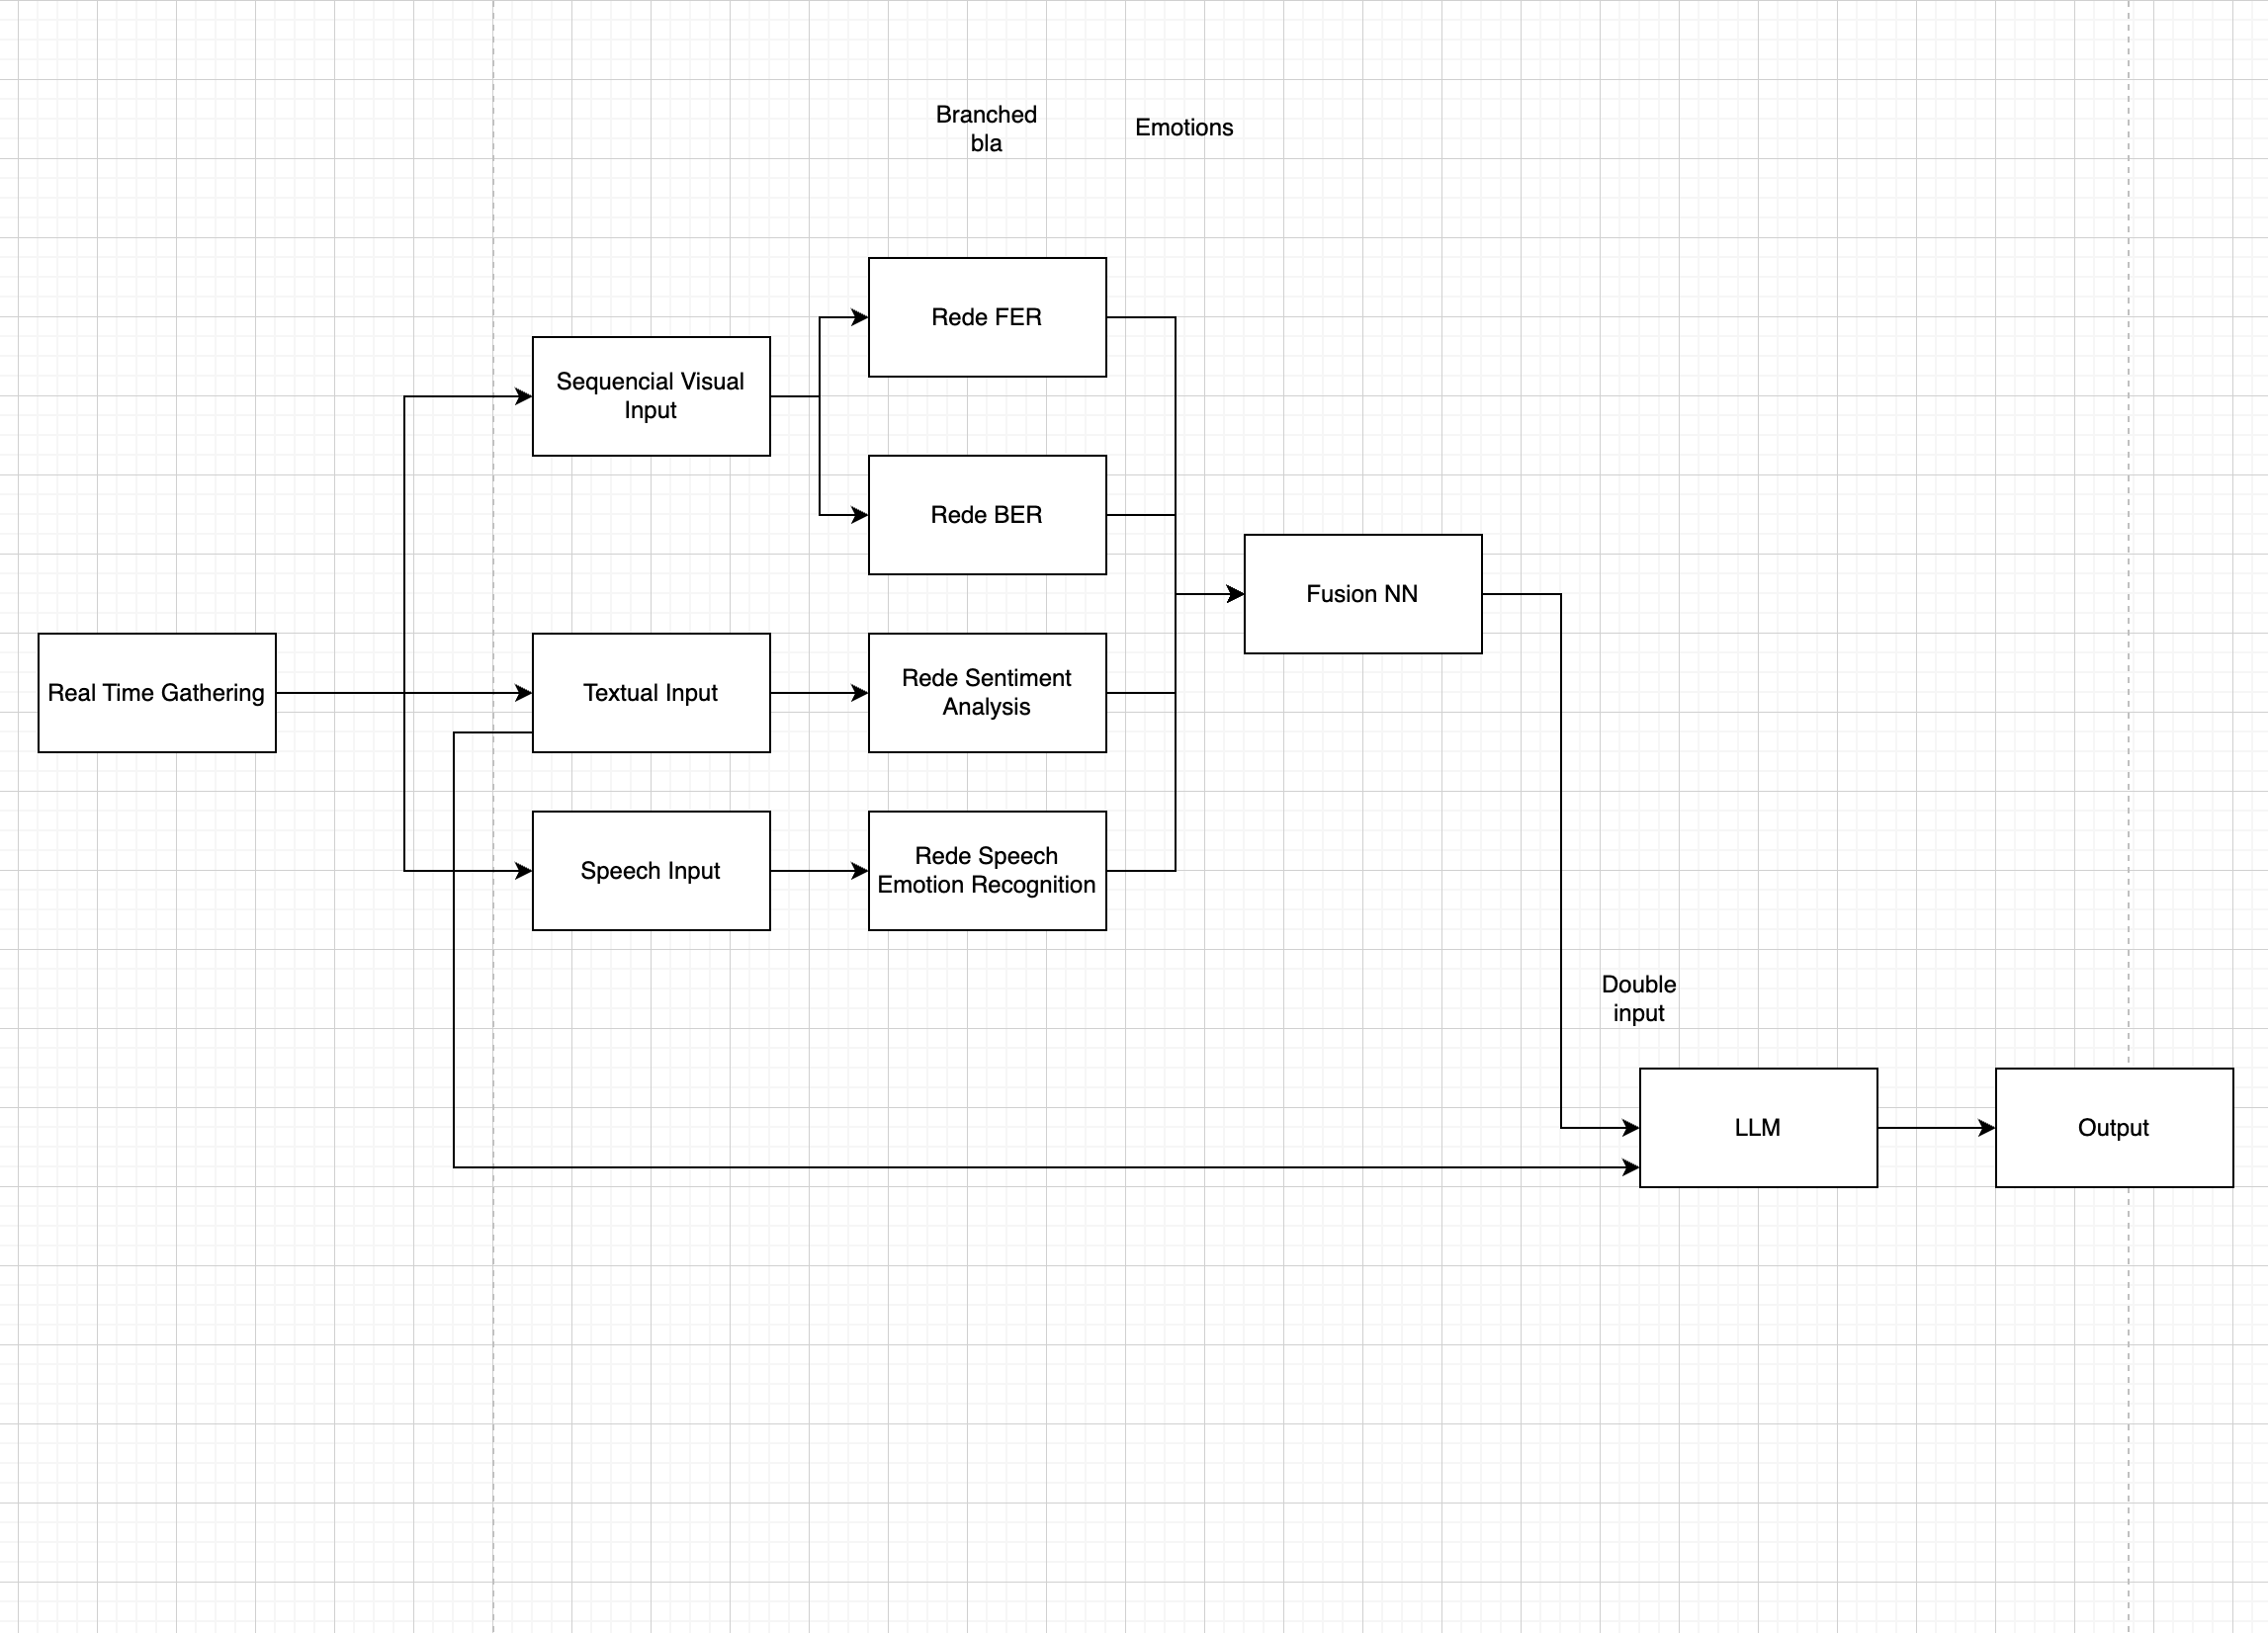 Branched
bla
Emotions
Rede FER
Sequencial Visual
Input
Rede BER
Fusion NN
Real Time Gathering
Textual Input
Rede Sentiment
Analysis
Speech Input
Rede Speech
Emotion Recognition
Double
input
LLM
Output